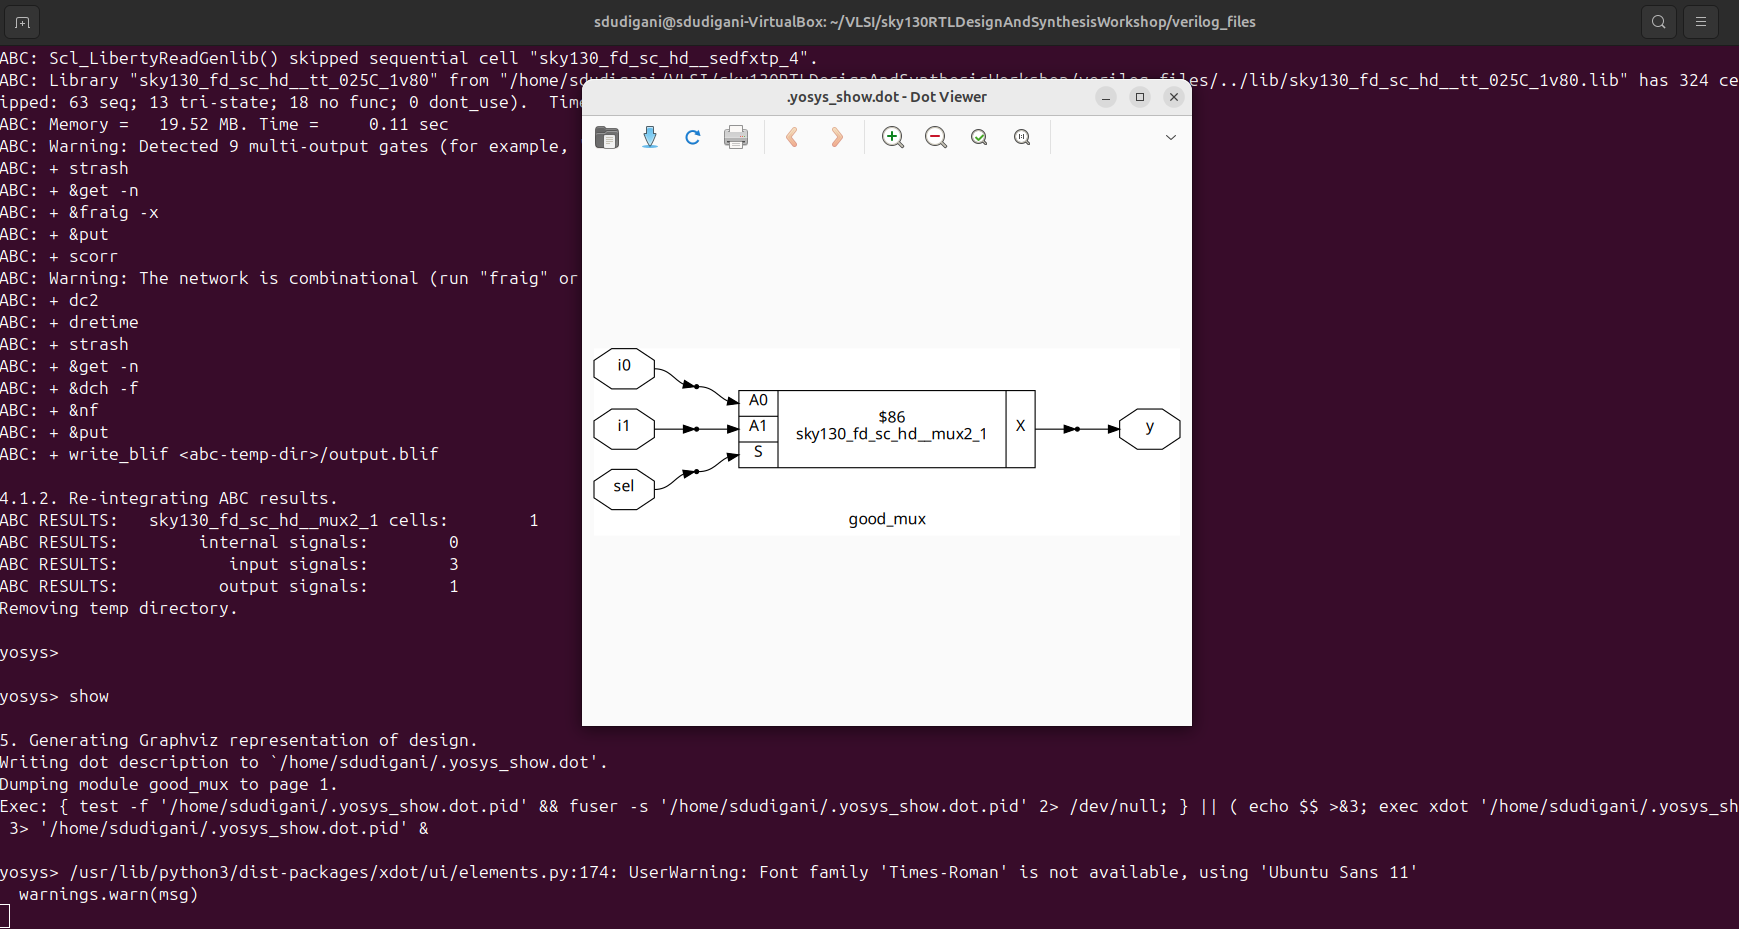 sdudigani@sdudigani-VirtualBox: ~/VLSI/sky130RTLDesignAndSynthesisWorkshop/verilog_files
ABC: Scl_LibertyReadGenlib() skipped sequential cell "sky130_fd_sc_hd__sedfxtp_4".
ABC: Library "sky130_fd_sc_hd__tt_025C_1v80" from "/home/sdudigani/VLSI/sky130RTLDesignAndSynthesisWorkshop/verilog_files/../lib/sky130_fd_sc_hd__tt_025C_1v80.lib" has 324 ce
ipped: 63 seq; 13 tri-state; 18 no func; 0 dont_use).  Time
ABC: Memory =   19.52 MB. Time =     0.11 sec
ABC: Warning: Detected 9 multi-output gates (for example,
ABC: + strash
ABC: + &get -n
ABC: + &fraig -x
ABC: + &put
ABC: + scorr
ABC: Warning: The network is combinational (run "fraig" or
ABC: + dc2
ABC: + dretime
ABC: + strash
ABC: + &get -n
ABC: + &dch -f
ABC: + &nf
ABC: + &put
ABC: + write_blif <abc-temp-dir>/output.blif
4.1.2. Re-integrating ABC results.
ABC RESULTS:   sky130_fd_sc_hd__mux2_1 cells:        1
ABC RESULTS:        internal signals:        0
ABC RESULTS:           input signals:        3
ABC RESULTS:          output signals:        1
Removing temp directory.
yosys>
yosys> show
5. Generating Graphviz representation of design.
Writing dot description to `/home/sdudigani/.yosys_show.dot'.
Dumping module good_mux to page 1.
Exec: { test -f '/home/sdudigani/.yosys_show.dot.pid' && fuser -s '/home/sdudigani/.yosys_show.dot.pid' 2> /dev/null; } || ( echo $$ >&3; exec xdot '/home/sdudigani/.yosys_sh
 3> '/home/sdudigani/.yosys_show.dot.pid' &
yosys> /usr/lib/python3/dist-packages/xdot/ui/elements.py:174: UserWarning: Font family 'Times-Roman' is not available, using 'Ubuntu Sans 11'
  warnings.warn(msg)
.yosys_show.dot - Dot Viewer
i0
i1
sel
A0
A1
S
$86
sky130_fd_sc_hd__mux2_1
X
y
good_mux